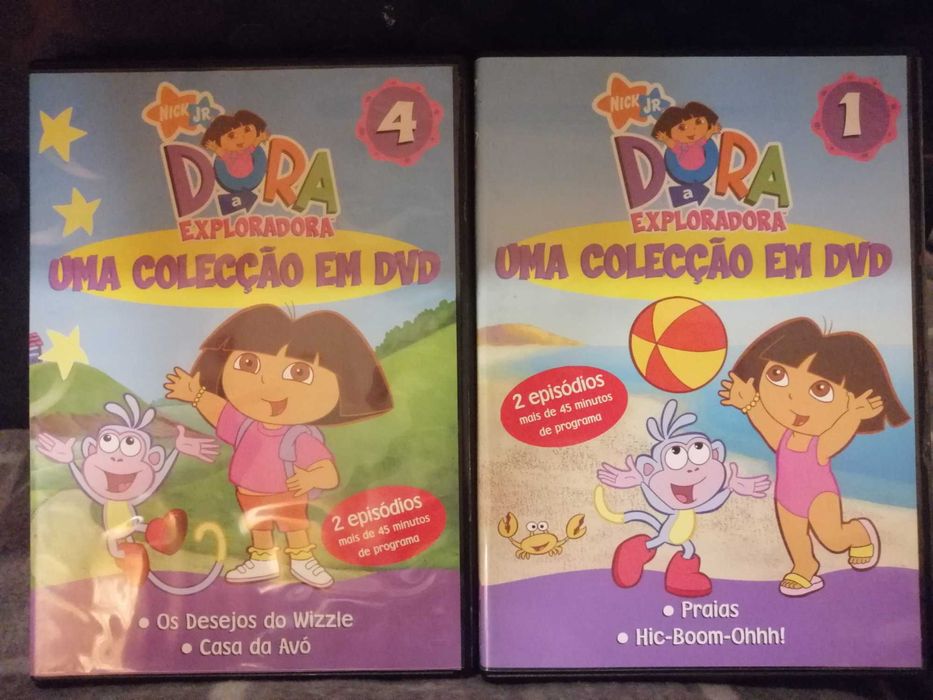 NICK JR
4
DORA
a
EXPLORADORA™
UMA COLECÇÃO EM DVD
2 episódios
mais de 45 minutos
de programa
• Os Desejos do Wizzle
• Casa da Avó
NICK JR
1
DORA
a
EXPLORADORA™
UMA COLECÇÃO EM DVD
2 episódios
mais de 45 minutos
de programa
• Praias
• Hic-Boom-Ohhh!